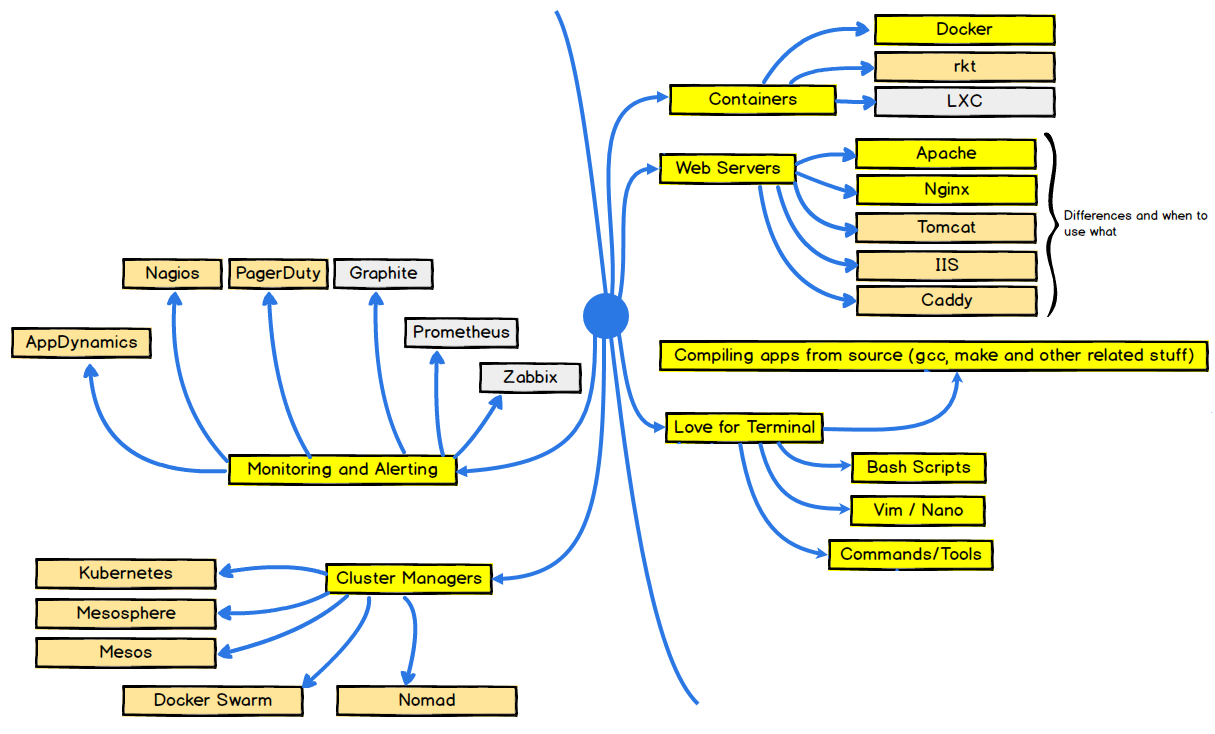 Docker
rkt
Containers
LXC
Apache
Web Servers
Nginx
Differences and when to
use what
Tomcat
IIS
Caddy
Nagios
PagerDuty
Graphite
Prometheus
AppDynamics
Zabbix
Compiling apps from source (gcc, make and other related stuff)
Love for Terminal
Bash Scripts
Vim / Nano
Commands/Tools
Monitoring and Alerting
Cluster Managers
Kubernetes
Mesosphere
Mesos
Docker Swarm
Nomad